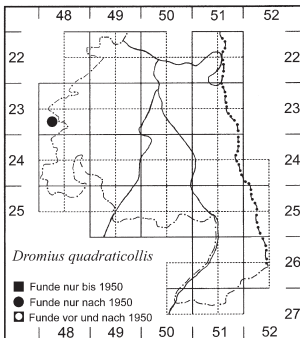 48 49 50 51 52
22 22
23 23
24 24
25 25
26
27
Dromius quadraticollis
Funde nur bis 1950
Funde nur nach 1950
Funde vor und nach 1950
48 49 50 51 52